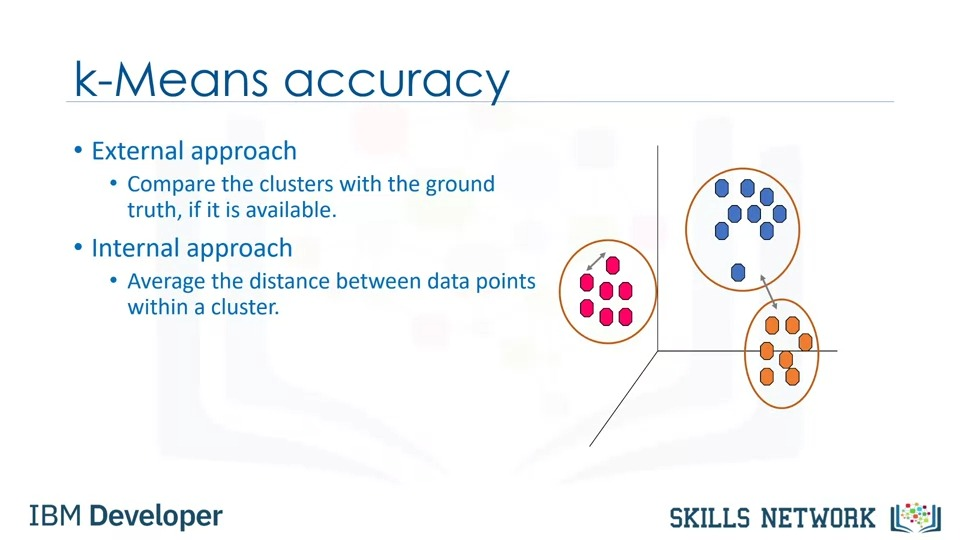 k-Means accuracy
• External approach
• Compare the clusters with the ground
truth, if it is available.
• Internal approach
• Average the distance between data points
within a cluster.
IBM Developer
SKILLS NETWORK